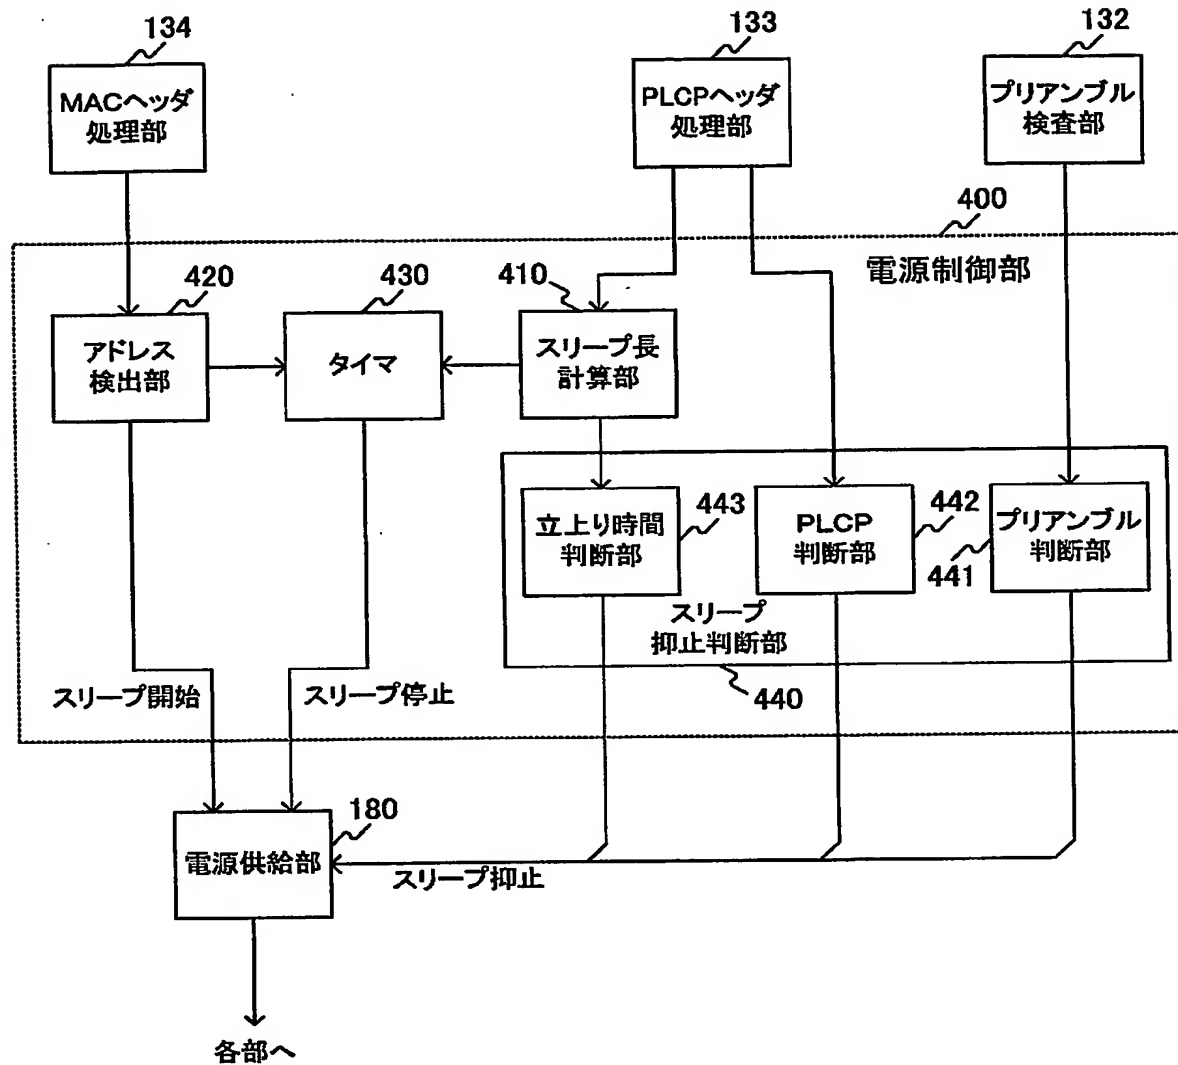 134
MACヘッダ
処理部
133
PLCPヘッダ
処理部
132
プリアンブル
検査部
400
電源制御部
420
アドレス
検出部
430
タイマ
410
スリープ長
計算部
443
立上り時間
判断部
442
PLCP
判断部
441
プリアンブル
判断部
スリープ
抑止判断部
440
スリープ開始
スリープ停止
180
電源供給部
スリープ抑止
各部へ